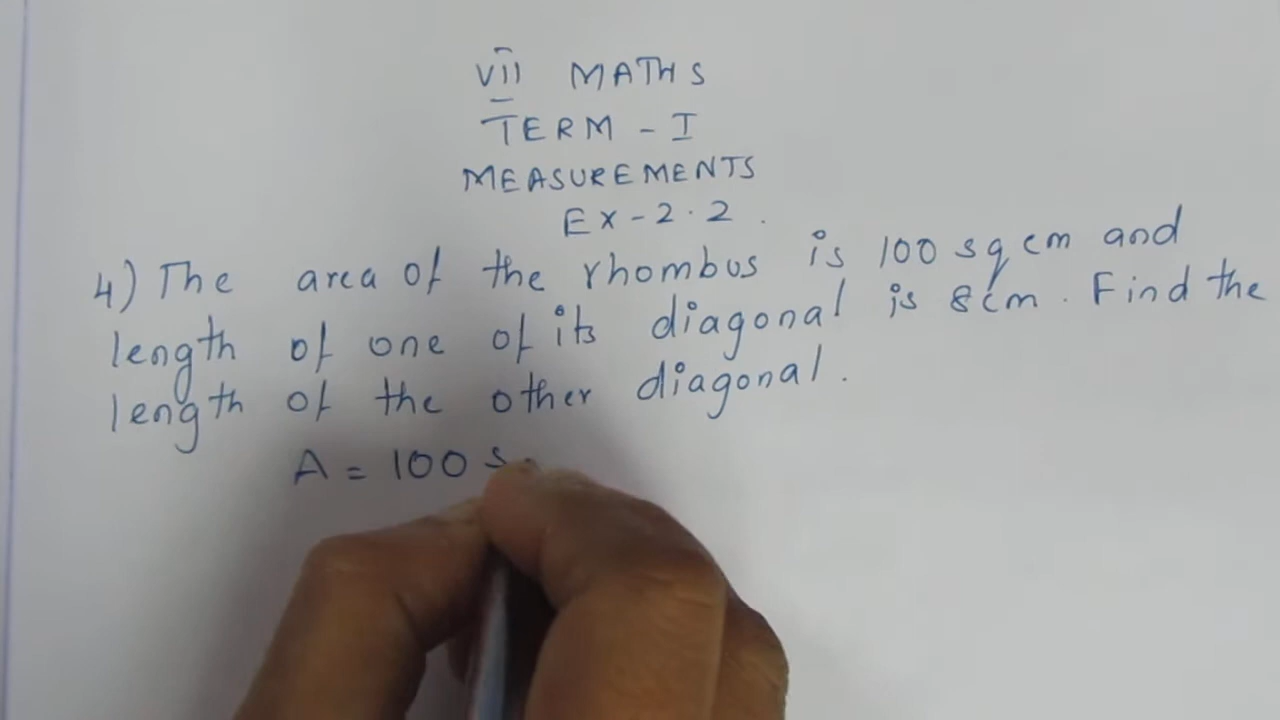 VII MATHS
TERM - I
MEASUREMENTS
EX - 2.2.
4) The area of the rhombus is 100 sq cm and
length of one of its diagonal is 8cm. Find the
length of the other diagonal.
A = 100 s